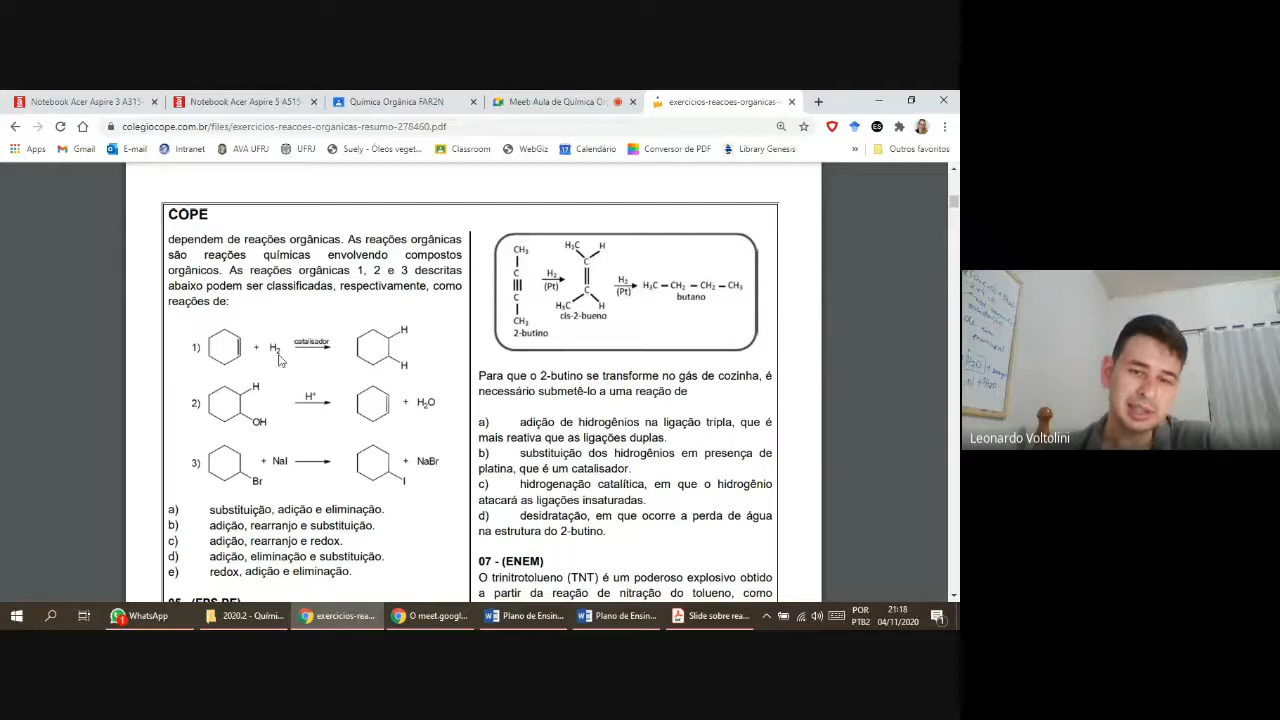 Notebook Acer Aspire 3 A315-
Notebook Acer Aspire 5 A515-
Química Orgânica FAR2N
Meet: Aula de Química Or
exercicios-reacoes-organicas-
colegiocope.com.br/files/exercicios-reacoes-organicas-resumo-278460.pdf
Apps
Gmail
E-mail
Intranet
AVA UFRJ
UFRJ
Suely - Óleos veget...
Classroom
WebGiz
Calendário
Conversor de PDF
Library Genesis
»
Outros favoritos
COPE
dependem de reações orgânicas. As reações orgânicas
são reações químicas envolvendo compostos
orgânicos. As reações orgânicas 1, 2 e 3 descritas
abaixo podem ser classificadas, respectivamente, como
reações de:
1) + H2 catalisador H H
2) H OH H+ + H2O
3) Br + NaI I + NaBr
a) substituição, adição e eliminação.
b) adição, rearranjo e substituição.
c) adição, rearranjo e redox.
d) adição, eliminação e substituição.
e) redox, adição e eliminação.
CH3
C
C
CH3
2-butino
H2
(Pt)
H3C H
C
C
H3C H
cis-2-bueno
H2
(Pt)
H3C — CH2 — CH2 — CH3
butano
Para que o 2-butino se transforme no gás de cozinha, é
necessário submetê-lo a uma reação de
a) adição de hidrogênios na ligação tripla, que é
mais reativa que as ligações duplas.
b) substituição dos hidrogênios em presença de
platina, que é um catalisador.
c) hidrogenação catalítica, em que o hidrogênio
atacará as ligações insaturadas.
d) desidratação, em que ocorre a perda de água
na estrutura do 2-butino.
07 - (ENEM)
O trinitrotolueno (TNT) é um poderoso explosivo obtido
a partir da reação de nitração do tolueno, como
Leonardo Voltolini
WhatsApp
1
2020.2 - Quími...
exercicios-rea...
O meet.googl...
Plano de Ensin...
Plano de Ensin...
Slide sobre rea...
POR
PTB2
21:18
04/11/2020
1